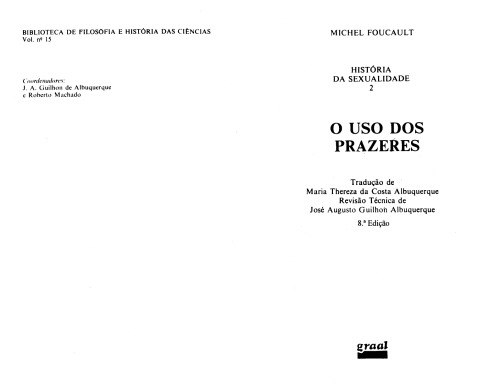 BIBLIOTECA DE FILOSOFIA E HISTÓRIA DAS CIÊNCIAS
Vol. nº 15
Coordenadores:
J. A. Guilhon de Albuquerque
e Roberto Machado
MICHEL FOUCAULT
HISTÓRIA
DA SEXUALIDADE
2
O USO DOS
PRAZERES
Tradução de
Maria Thereza da Costa Albuquerque
Revisão Técnica de
José Augusto Guilhon Albuquerque
8.ª Edição
graal